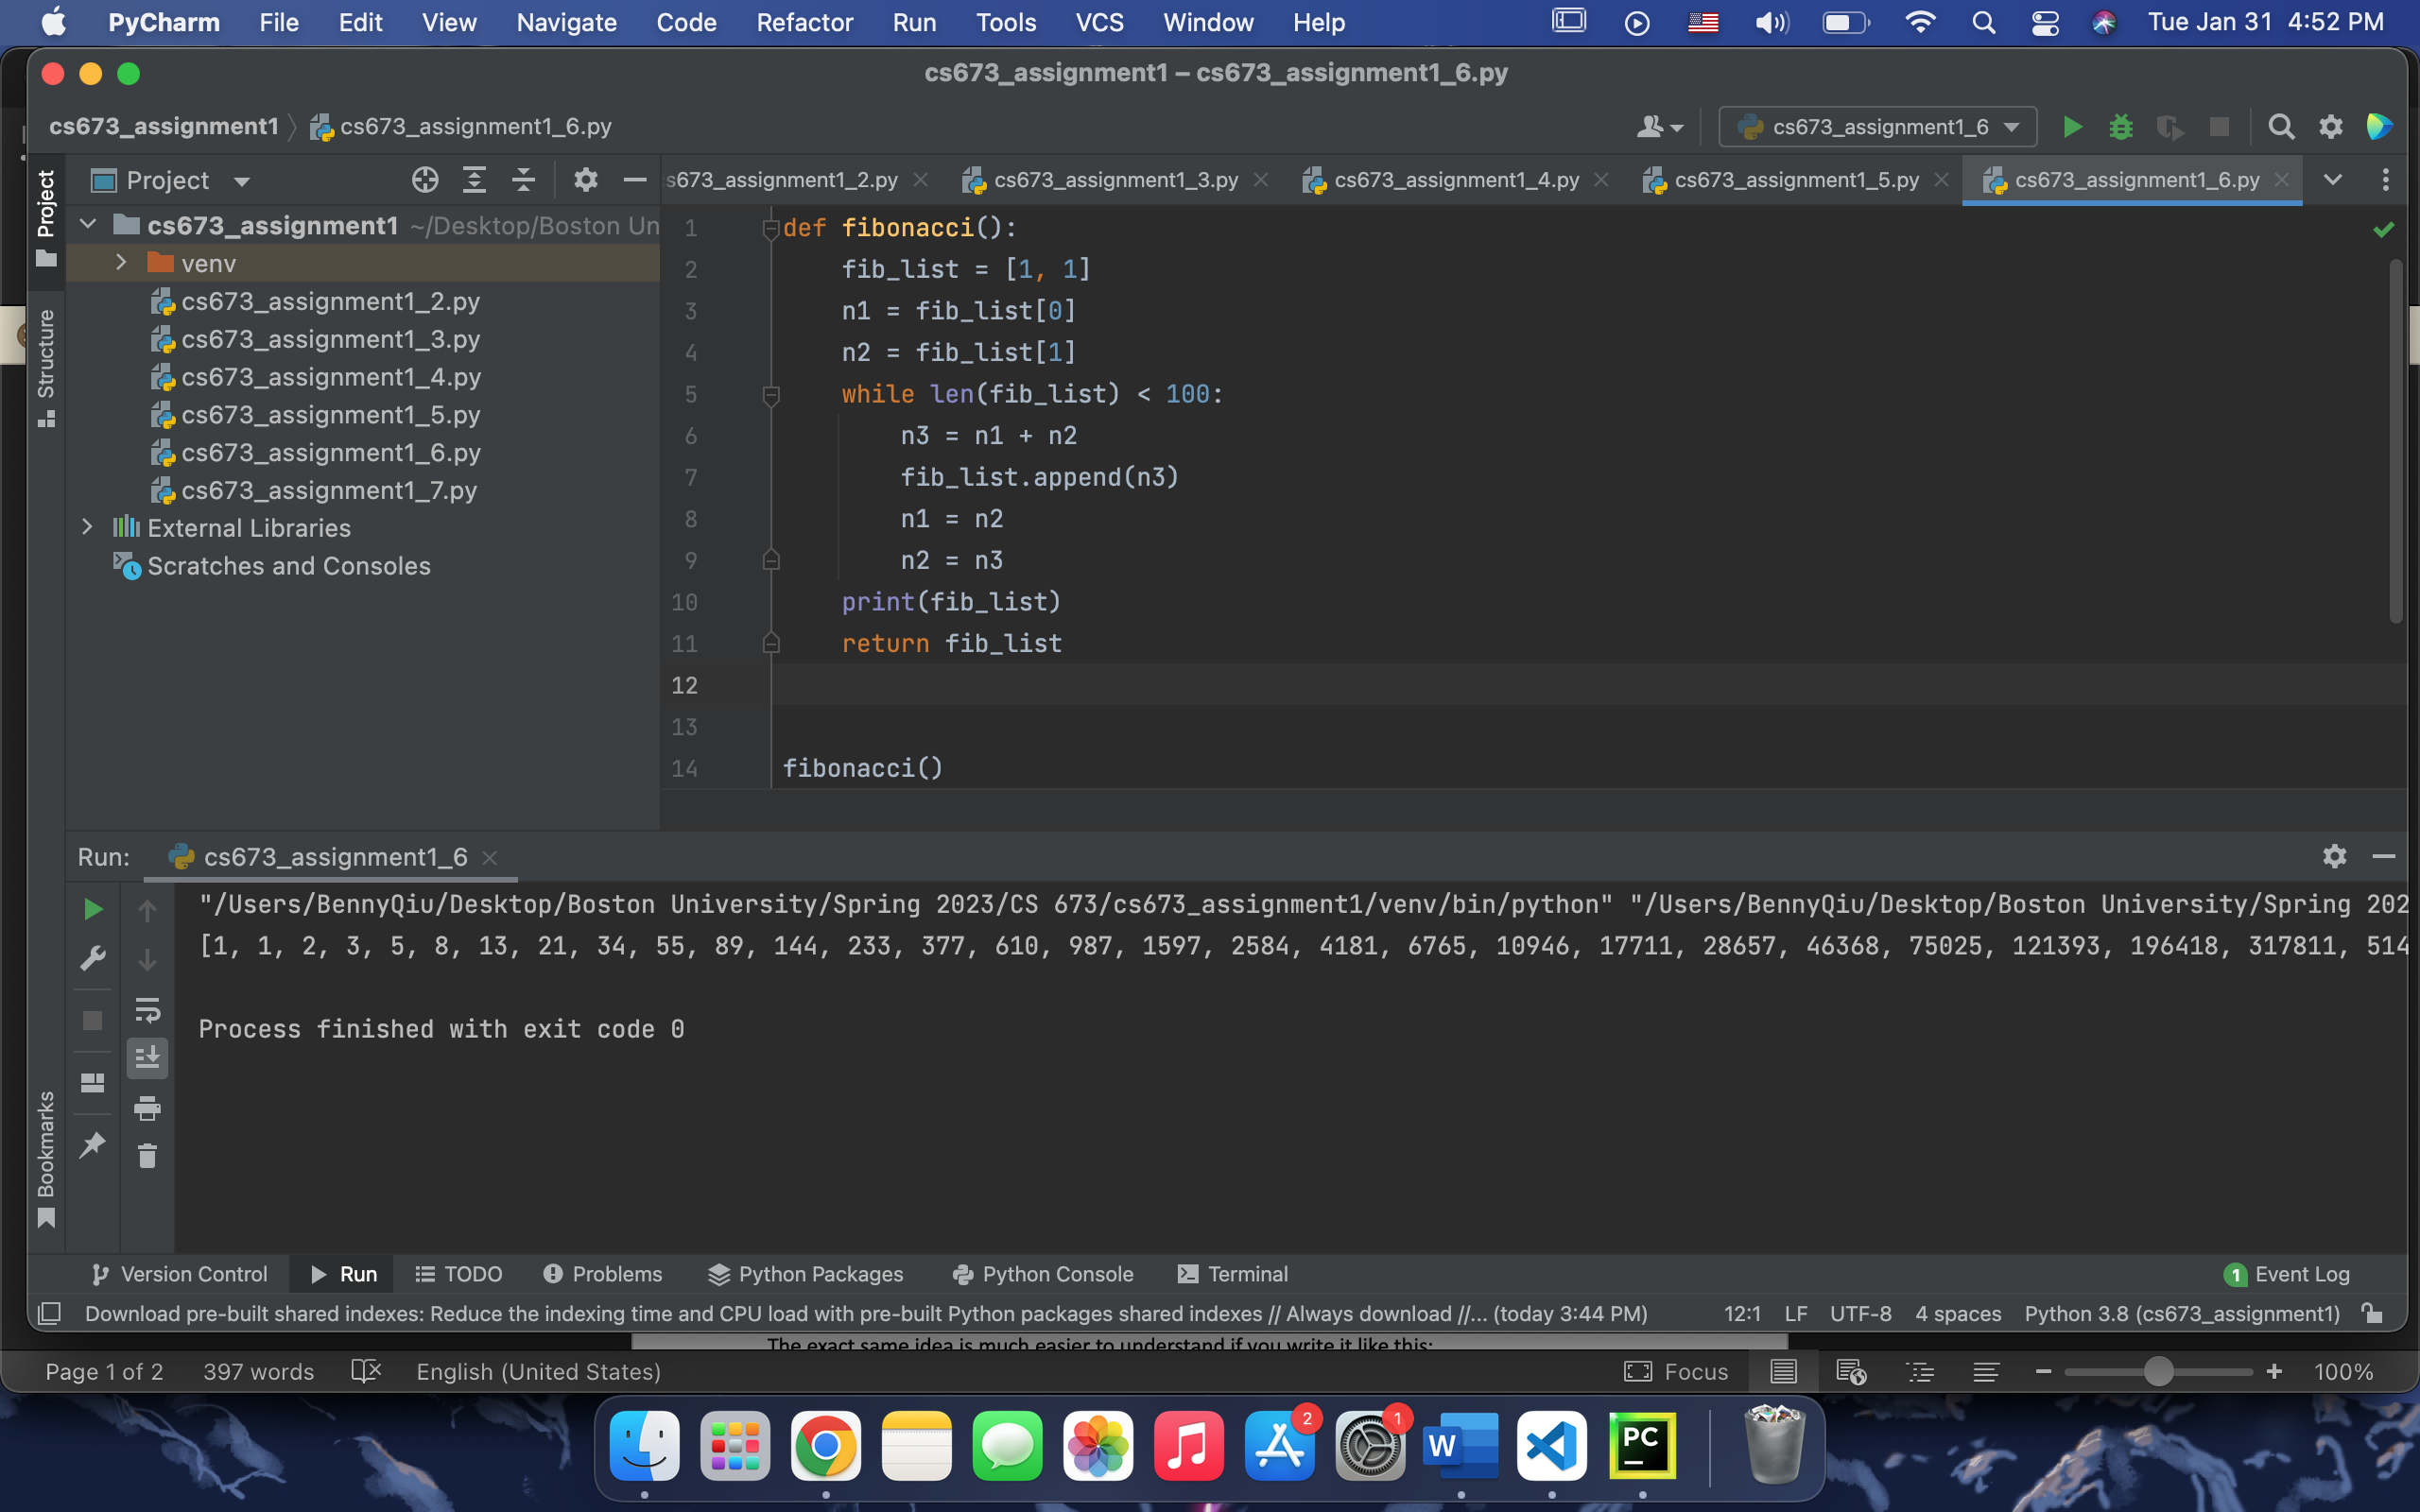 PyCharm File Edit View Navigate Code Refactor Run Tools VCS Window Help Tue Jan 31 4:52 PM
cs673_assignment1 – cs673_assignment1_6.py
cs673_assignment1 cs673_assignment1_6.py cs673_assignment1_6
Project s673_assignment1_2.py cs673_assignment1_3.py cs673_assignment1_4.py cs673_assignment1_5.py cs673_assignment1_6.py
Project
Structure
Bookmarks
cs673_assignment1 ~/Desktop/Boston Un
venv
cs673_assignment1_2.py
cs673_assignment1_3.py
cs673_assignment1_4.py
cs673_assignment1_5.py
cs673_assignment1_6.py
cs673_assignment1_7.py
External Libraries
Scratches and Consoles
1 def fibonacci():
2 fib_list = [1, 1]
3 n1 = fib_list[0]
4 n2 = fib_list[1]
5 while len(fib_list) < 100:
6 n3 = n1 + n2
7 fib_list.append(n3)
8 n1 = n2
9 n2 = n3
10 print(fib_list)
11 return fib_list
12
13
14 fibonacci()
Run: cs673_assignment1_6
"/Users/BennyQiu/Desktop/Boston University/Spring 2023/CS 673/cs673_assignment1/venv/bin/python" "/Users/BennyQiu/Desktop/Boston University/Spring 202
[1, 1, 2, 3, 5, 8, 13, 21, 34, 55, 89, 144, 233, 377, 610, 987, 1597, 2584, 4181, 6765, 10946, 17711, 28657, 46368, 75025, 121393, 196418, 317811, 514
Process finished with exit code 0
Version Control Run TODO Problems Python Packages Python Console Terminal 1 Event Log
Download pre-built shared indexes: Reduce the indexing time and CPU load with pre-built Python packages shared indexes // Always download //... (today 3:44 PM) 12:1 LF UTF-8 4 spaces Python 3.8 (cs673_assignment1)
The exact same idea is much easier to understand if you write it like this:
Page 1 of 2 397 words English (United States) Focus 100%
2 1 W PC